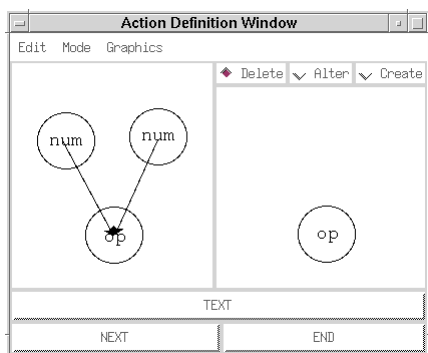 Action Definition Window
Edit Mode Graphics
Delete Alter Create
num num
op op
TEXT
NEXT END